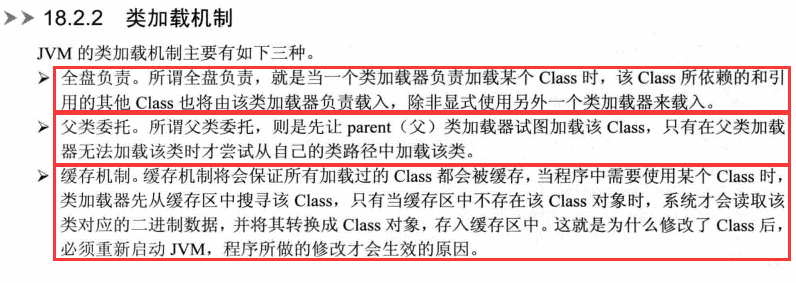 18.2.2 类加载机制
JVM 的类加载机制主要有如下三种。
➢ 全盘负责。所谓全盘负责，就是当一个类加载器负责加载某个 Class 时，该 Class 所依赖的和引
用的其他 Class 也将由该类加载器负责载入，除非显式使用另外一个类加载器来载入。
➢ 父类委托。所谓父类委托，则是先让 parent（父）类加载器试图加载该 Class，只有在父类加载
器无法加载该类时才尝试从自己的类路径中加载该类。
➢ 缓存机制。缓存机制将会保证所有加载过的 Class 都会被缓存，当程序中需要使用某个 Class 时，
类加载器先从缓存区中搜寻该 Class，只有当缓存区中不存在该 Class 对象时，系统才会读取该
类对应的二进制数据，并将其转换成 Class 对象，存入缓存区中。这就是为什么修改了 Class 后，
必须重新启动 JVM，程序所做的修改才会生效的原因。